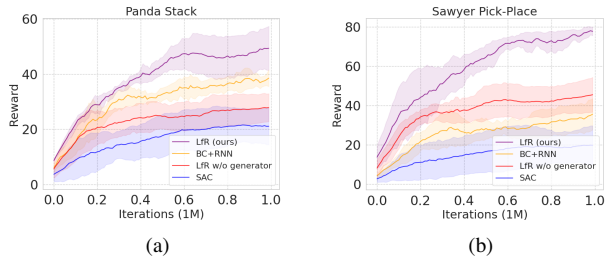 Panda Stack
60
40
20
0
Reward
0.0 0.2 0.4 0.6 0.8 1.0
Iterations (1M)
LfR (ours)
BC+RNN
LfR w/o generator
SAC
(a)
Sawyer Pick-Place
80
60
40
20
0
Reward
0.0 0.2 0.4 0.6 0.8 1.0
Iterations (1M)
LfR (ours)
BC+RNN
LfR w/o generator
SAC
(b)